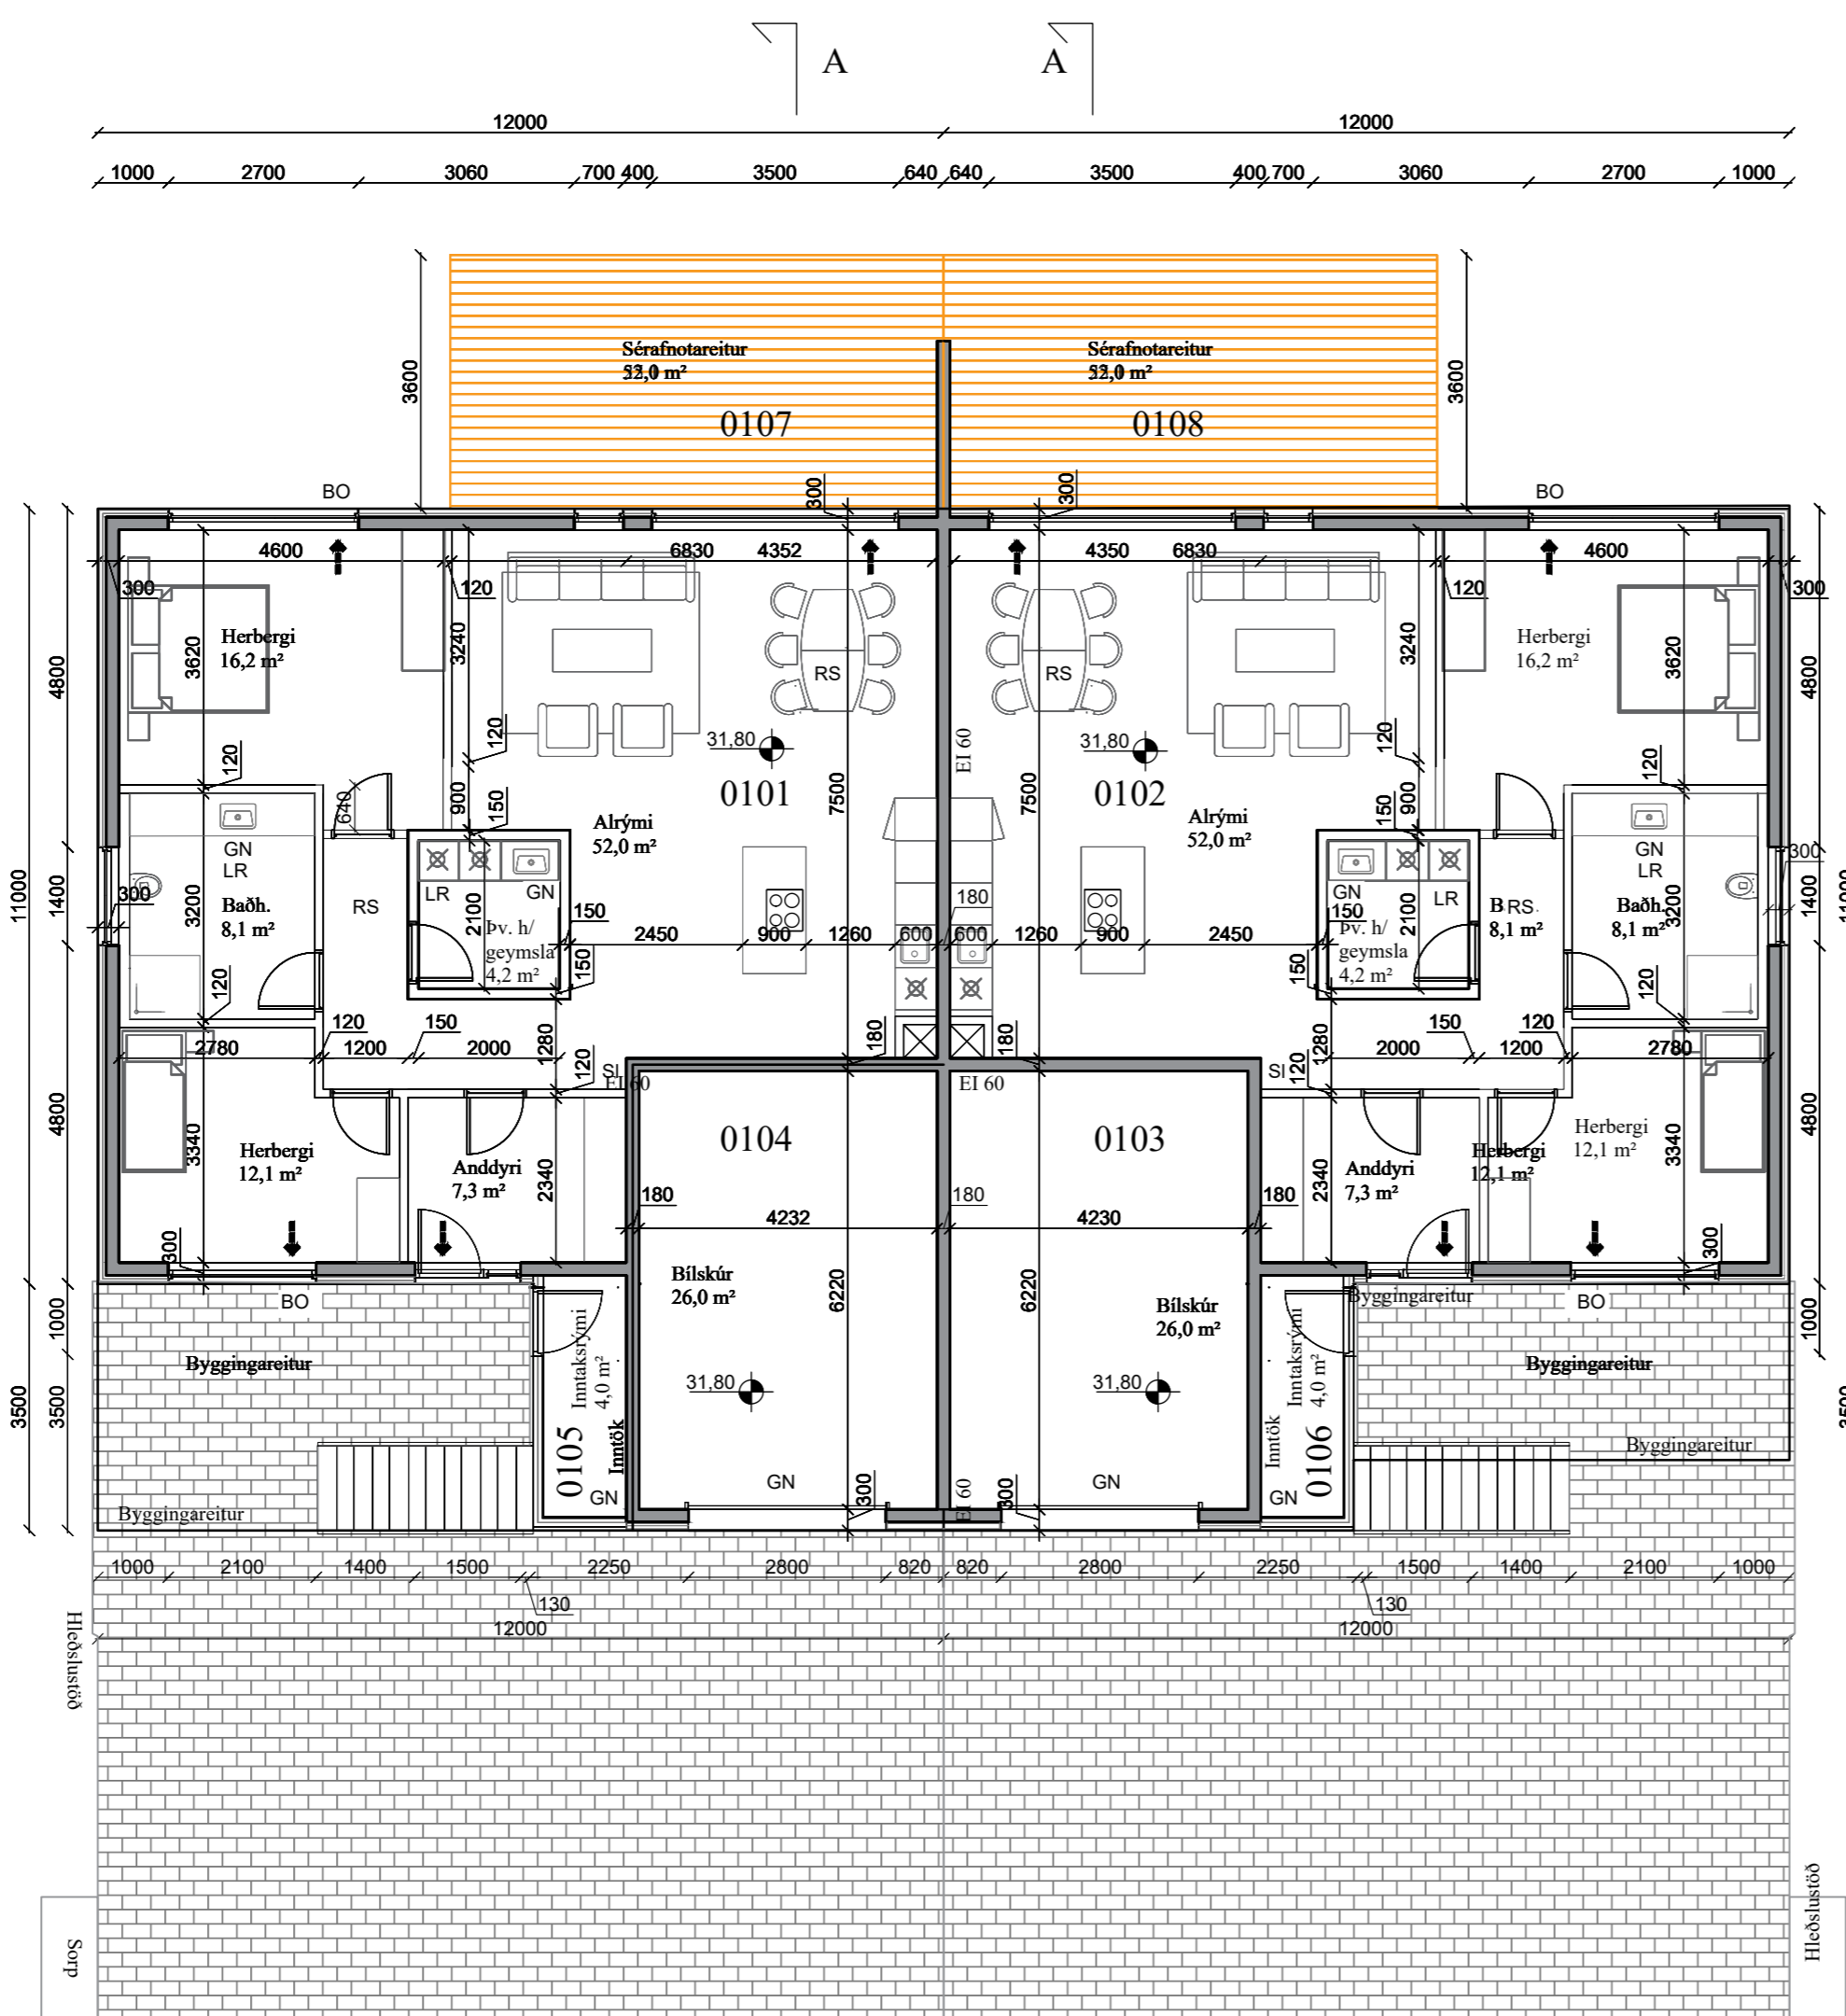 A A
12000 12000
1000 2700 3060 700 400 3500 640 640 3500 400 700 3060 2700 1000
3600 3600
Sérafnotareitur Sérafnotareitur
0107 0108
BO 300 300 BO
4600 6830 4352 4350 6830 4600
300 120 120 300
Herbergi
16,2 m²
3620 3240 RS RS 3240
Herbergi
16,2 m²
3620
4800 4800
120 120
31,80 31,80
EI 60
120 640 900 150 7500 7500 150 900 120
0101 0102
Alrými
52,0 m²
Alrými
52,0 m²
11000 1400 1400 11000
GN
LR
GN
LR
300 300
Baðh.
8,1 m²
3200 RS LR GN 2100
Þv. h/
geymsla
4,2 m²
180
GN LR 2100
Þv. h/
geymsla
4,2 m²
RS
8,1 m²
Baðh.
8,1 m²
3200
150 2450 900 1260 600 600 1260 900 2450 150
120 150 150 120
120 150 150 120
2780 1200 2000 1280 180 180 1280 2000 1200 2780
120 SI EI 60 EI 60 SI 120
4800 4800
0104 0103
Herbergi
12,1 m²
3340
Anddyri
7,3 m²
2340
Anddyri
7,3 m²
2340
Herbergi
12,1 m²
Herbergi
12,1 m²
3340
180 180 180
4232 4230
300 300
Bílskúr
26,0 m²
6220 6220
Bílskúr
26,0 m²
BO BO
Byggingareitur
1000 1000
Byggingareitur Byggingareitur
Inntaksrými
4,0 m²
Inntaksrými
4,0 m²
31,80 31,80
3500 3500 3500
0105 Inntök Inntök 0106
Byggingareitur
GN GN GN GN
300 EI 60 300
Byggingareitur
1000 2100 1400 1500 2250 2800 820 820 2800 2250 1500 1400 2100 1000
130 130
12000 12000
Hleðslustöð
Hleðslustöð
Sorp